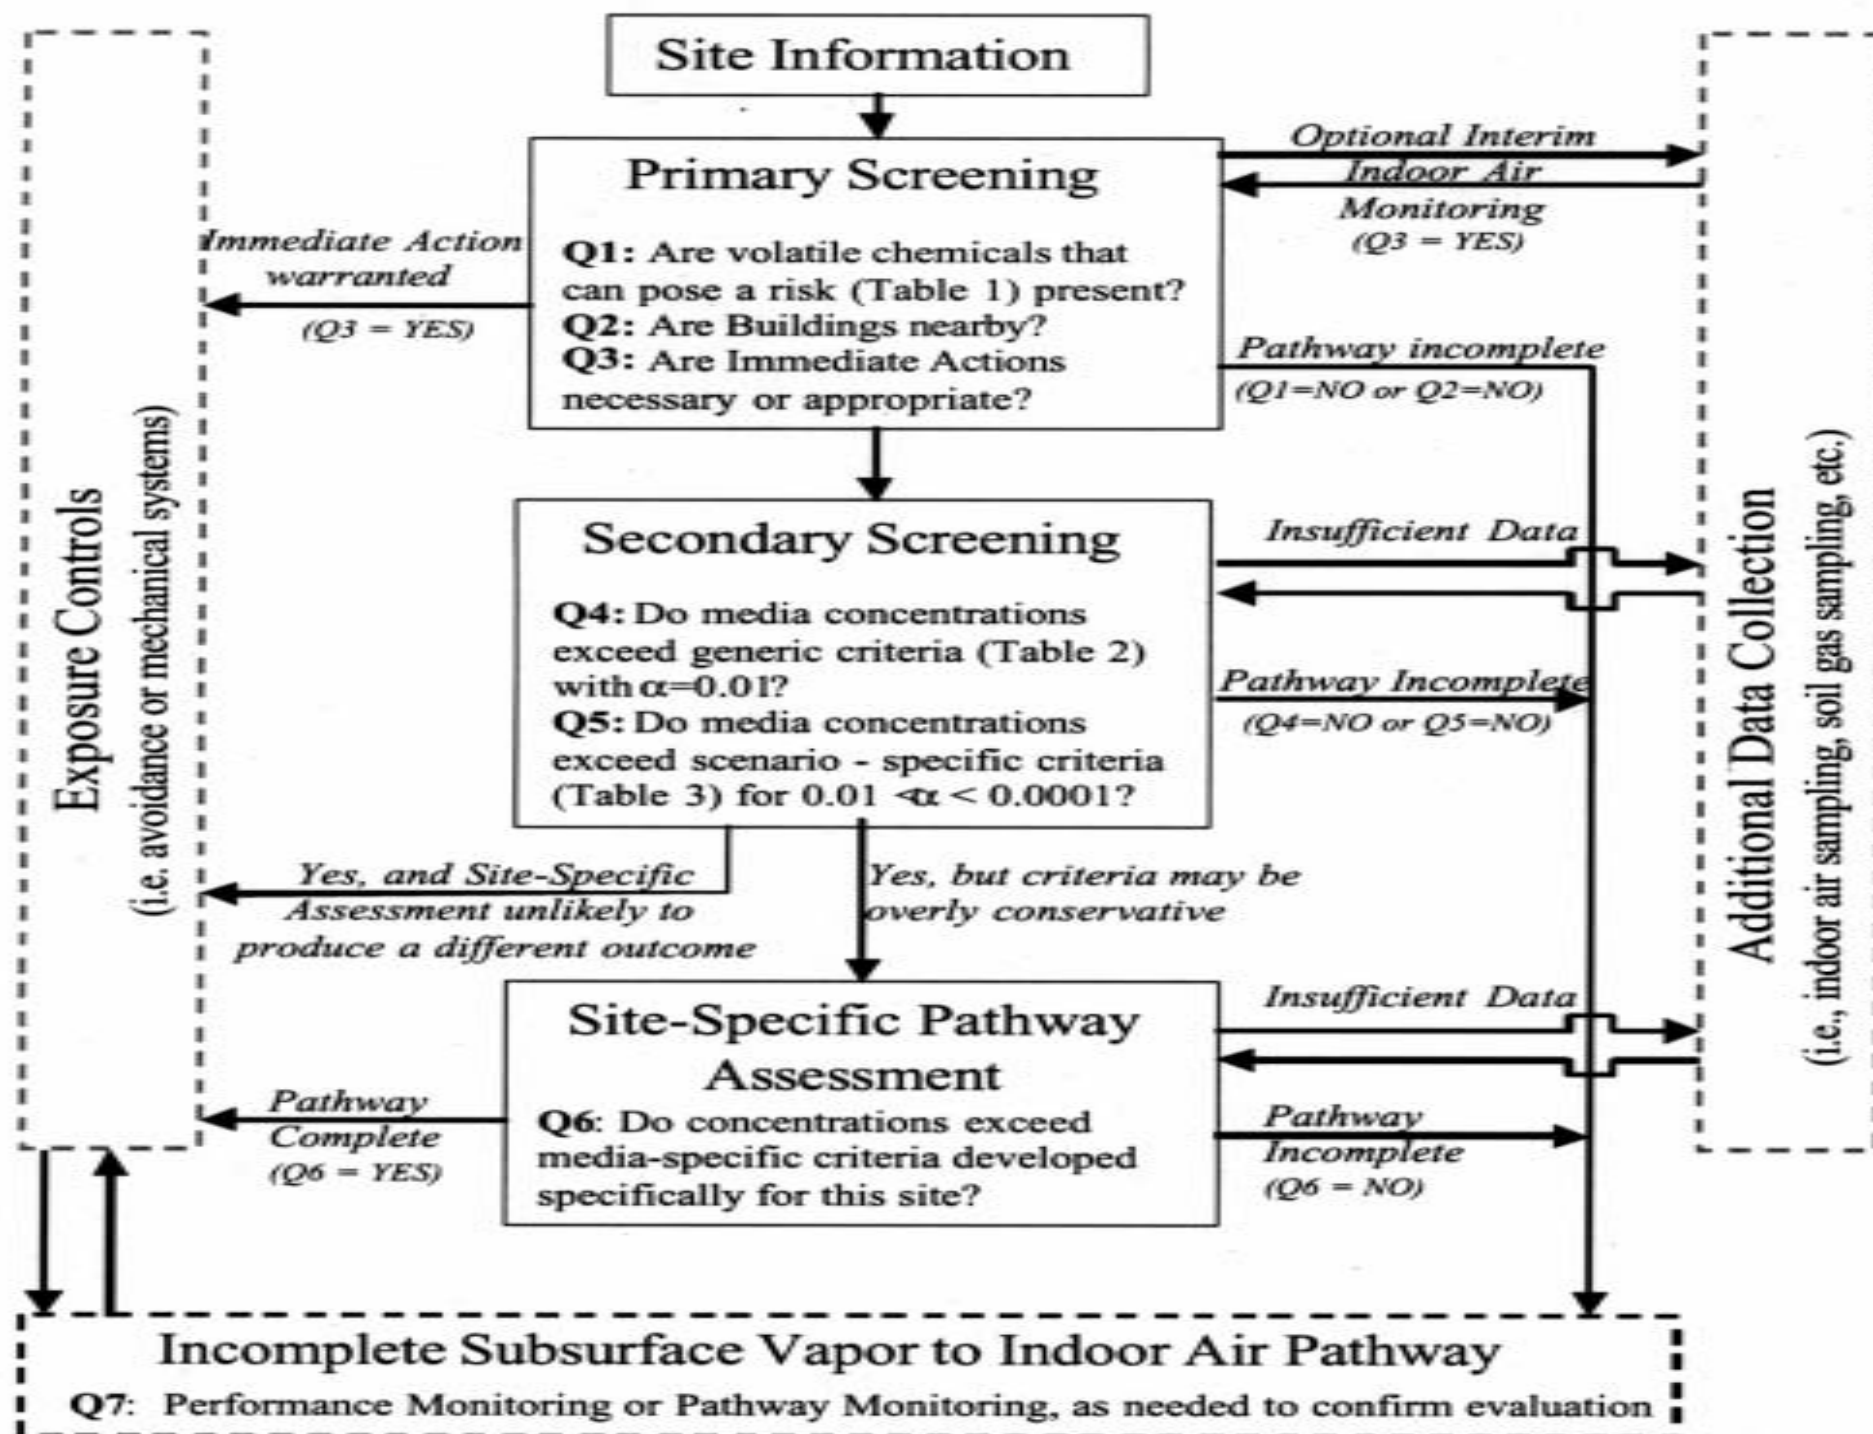 Site Information
Primary Screening
Q1: Are volatile chemicals that
can pose a risk (Table 1) present?
Q2: Are Buildings nearby?
Q3: Are Immediate Actions
necessary or appropriate?
Immediate Action
warranted
(Q3 = YES)
Optional Interim
Indoor Air
Monitoring
(Q3 = YES)
Pathway incomplete
(Q1=NO or Q2=NO)
Secondary Screening
Q4: Do media concentrations
exceed generic criteria (Table 2)
with α=0.01?
Q5: Do media concentrations
exceed scenario - specific criteria
(Table 3) for 0.01 <α < 0.0001?
Insufficient Data
Pathway Incomplete
(Q4=NO or Q5=NO)
Yes, and Site-Specific
Assessment unlikely to
produce a different outcome
Yes, but criteria may be
overly conservative
Site-Specific Pathway
Assessment
Q6: Do concentrations exceed
media-specific criteria developed
specifically for this site?
Pathway
Complete
(Q6 = YES)
Insufficient Data
Pathway
Incomplete
(Q6 = NO)
Exposure Controls
(i.e. avoidance or mechanical systems)
Additional Data Collection
(i.e., indoor air sampling, soil gas sampling, etc.)
Incomplete Subsurface Vapor to Indoor Air Pathway
Q7: Performance Monitoring or Pathway Monitoring, as needed to confirm evaluation